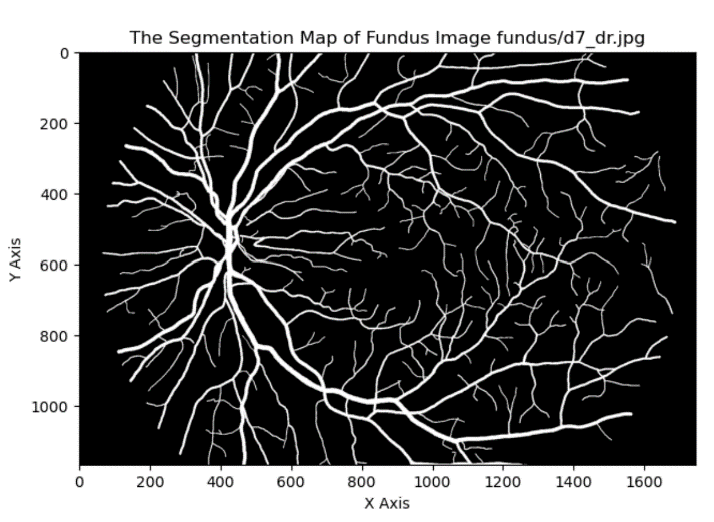 The Segmentation Map of Fundus Image fundus/d7_dr.jpg
0
200
400
600
800
1000
Y Axis
0 200 400 600 800 1000 1200 1400 1600
X Axis